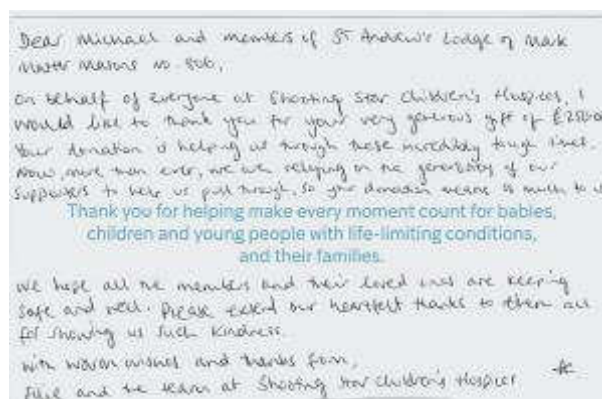 Dear Michael and members of St Andrew's Lodge of Mark
Master Masons no. 806,
On behalf of everyone at Shooting Star Children's Hospices, I
would like to thank you for your very generous gift of £2500
Your donation is helping us through these incredibly tough times.
Now, more than ever, we are relying on the generosity of our
supporters to help us pull through, so your donation means so much to us
Thank you for helping make every moment count for babies,
children and young people with life-limiting conditions,
and their families.
We hope all the members and their loved ones are keeping
safe and well. Please extend our heartfelt thanks to them all
for showing us such kindness.
With warm wishes and thanks from,
and the team at Shooting Star Children's Hospices